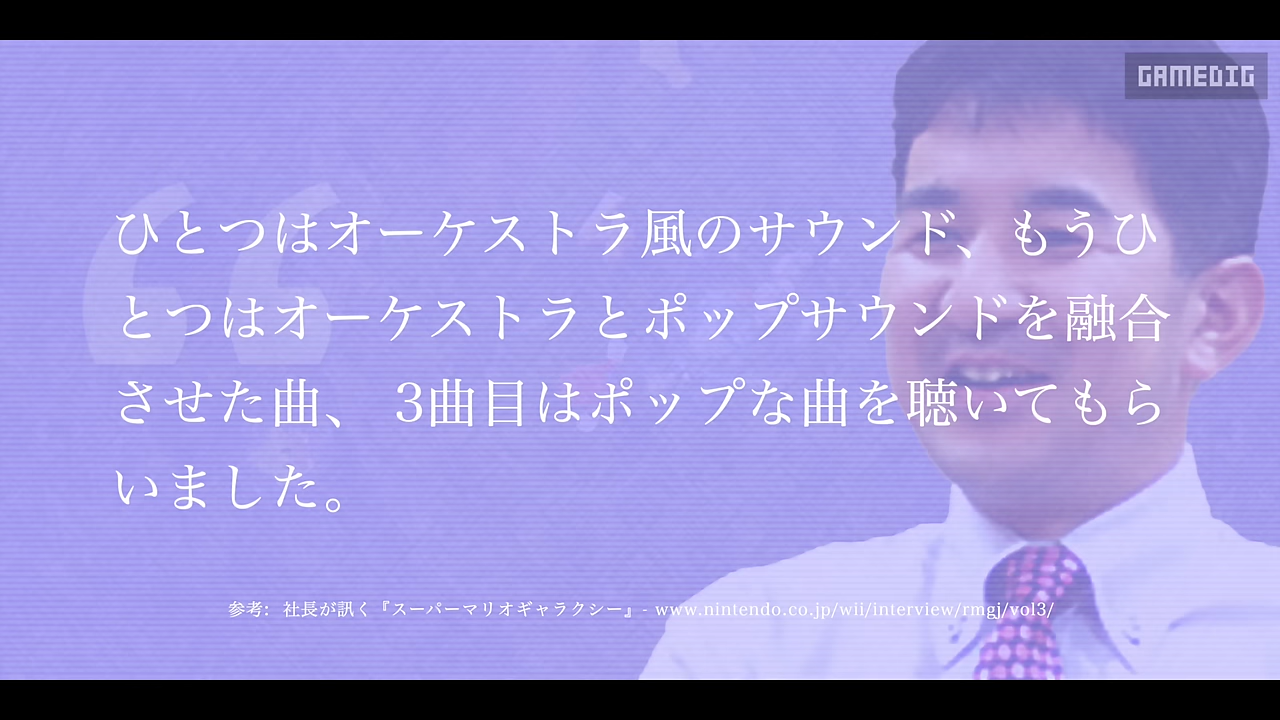 GAMEDIG
ひとつはオーケストラ風のサウンド、もうひ
とつはオーケストラとポップサウンドを融合
させた曲、 3曲目はポップな曲を聴いてもら
いました。
参考: 社長が訊く『スーパーマリオギャラクシー』- www.nintendo.co.jp/wii/interview/rmgj/vol3/